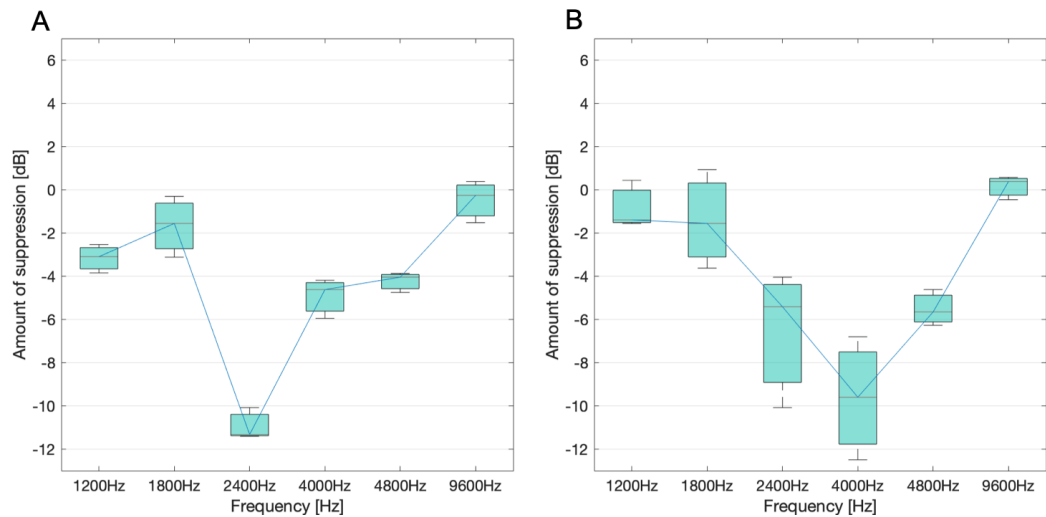 A
Amount of suppression [dB]
6
4
2
0
-2
-4
-6
-8
-10
-12
1200Hz 1800Hz 2400Hz 4000Hz 4800Hz 9600Hz
Frequency [Hz]
B
Amount of suppression [dB]
6
4
2
0
-2
-4
-6
-8
-10
-12
1200Hz 1800Hz 2400Hz 4000Hz 4800Hz 9600Hz
Frequency [Hz]